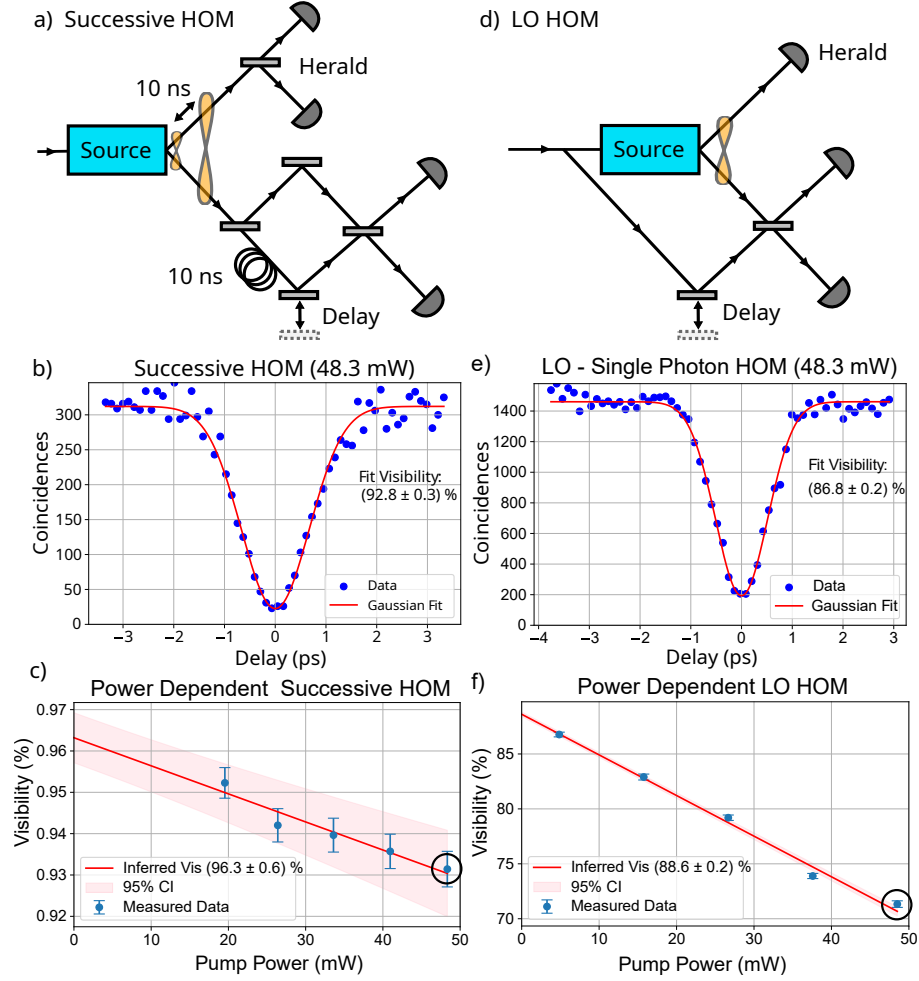 a) Successive HOM
10 ns
Herald
Source
10 ns
Delay
d) LO HOM
Herald
Source
Delay
b) Successive HOM (48.3 mW)
Coincidences
300
250
200
150
100
50
0
Fit Visibility:
(92.8 ± 0.3) %
Data
Gaussian Fit
−3 −2 −1 0 1 2 3
Delay (ps)
e) LO - Single Photon HOM (48.3 mW)
Coincidences
1400
1200
1000
800
600
400
200
0
Fit Visibility:
(86.8 ± 0.2) %
Data
Gaussian Fit
−4 −3 −2 −1 0 1 2 3
Delay (ps)
c) Power Dependent Successive HOM
Visibility (%)
0.97
0.96
0.95
0.94
0.93
0.92
Inferred Vis (96.3 ± 0.6) %
95% CI
Measured Data
0 10 20 30 40 50
Pump Power (mW)
f) Power Dependent LO HOM
Visibility (%)
85
80
75
70
Inferred Vis (88.6 ± 0.2) %
95% CI
Measured Data
0 10 20 30 40 50
Pump Power (mW)